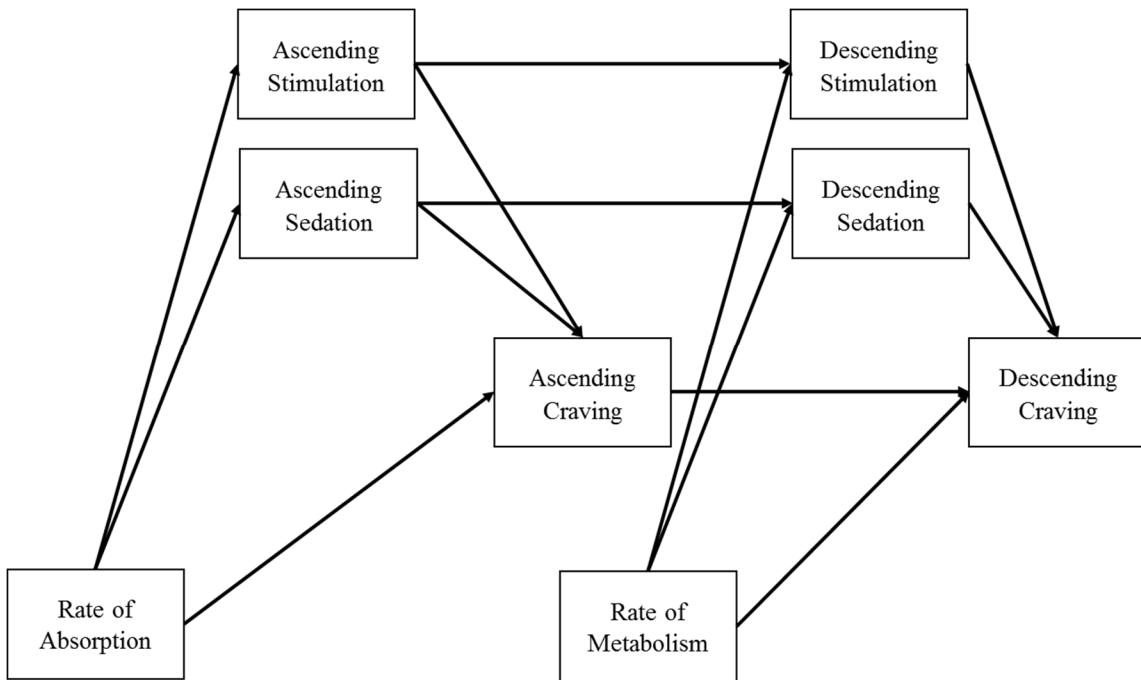 Ascending
Stimulation
Descending
Stimulation
Ascending
Sedation
Descending
Sedation
Ascending
Craving
Descending
Craving
Rate of
Absorption
Rate of
Metabolism